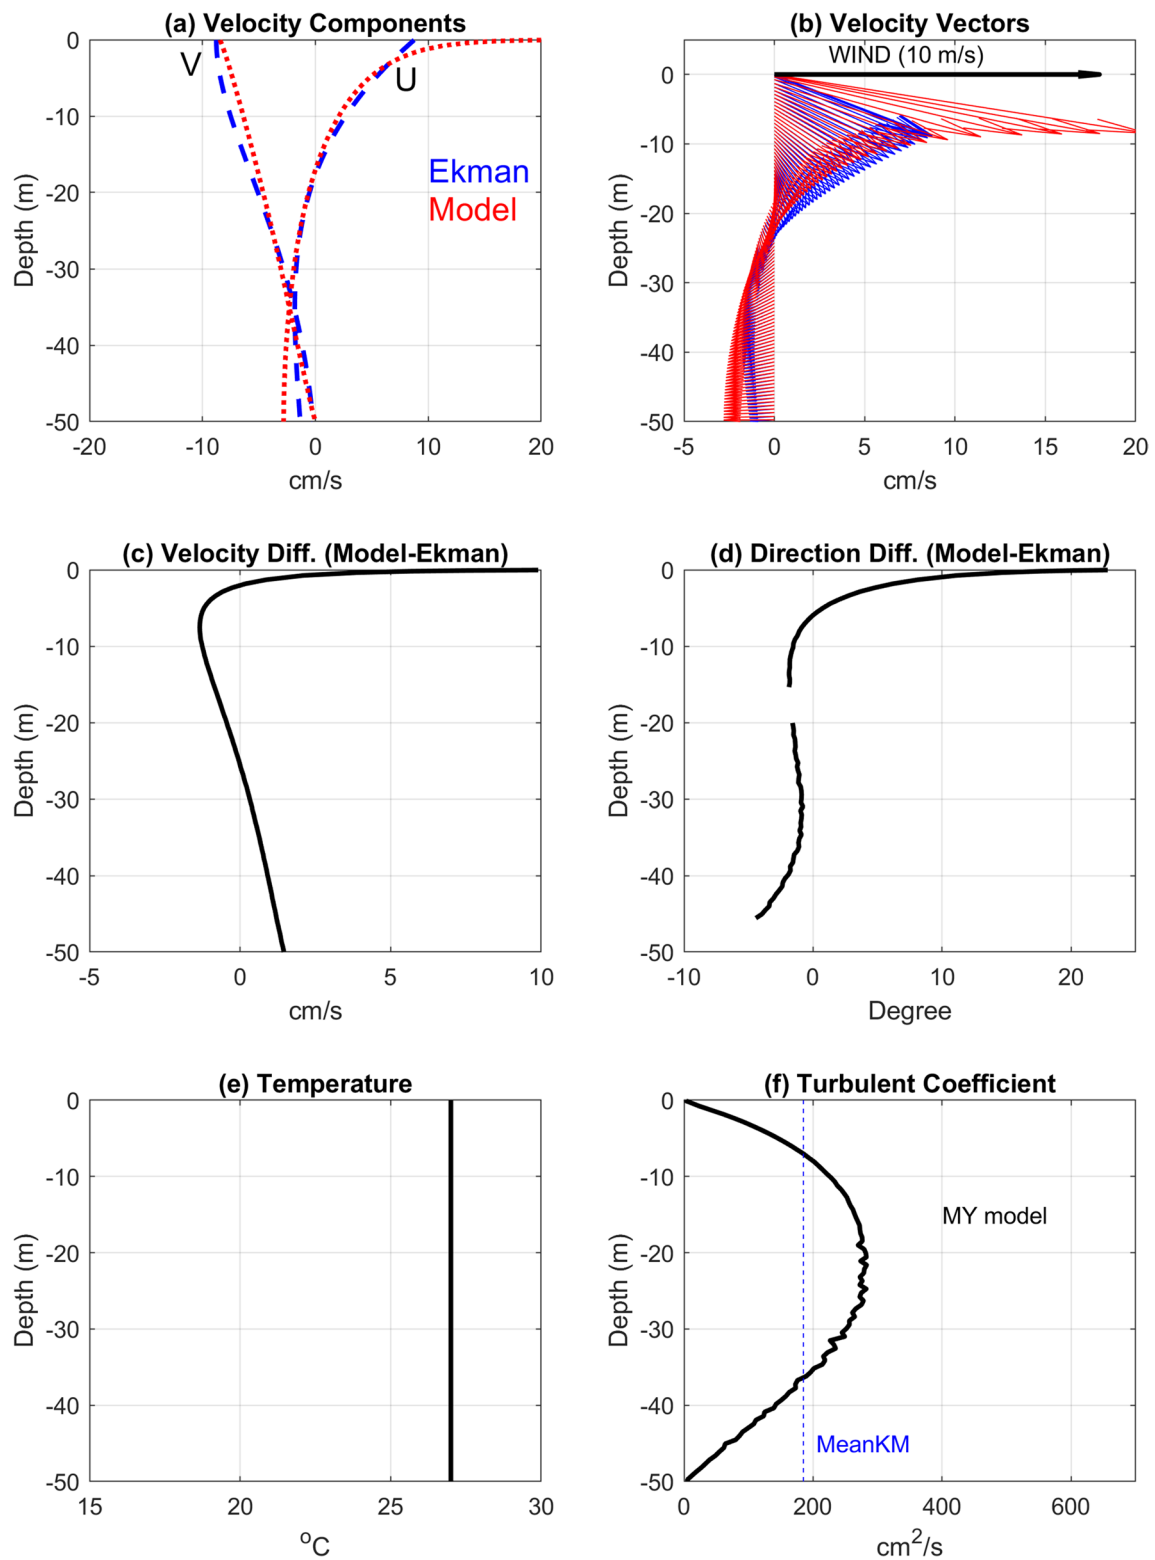 (a) Velocity Components
0
-10
-20
-30
-40
-50
Depth (m)
V
U
Ekman
Model
-20 -10 0 10 20
cm/s
(b) Velocity Vectors
WIND (10 m/s)
0
-10
-20
-30
-40
-50
Depth (m)
-5 0 5 10 15 20
cm/s
(c) Velocity Diff. (Model-Ekman)
0
-10
-20
-30
-40
-50
Depth (m)
-5 0 5 10
cm/s
(d) Direction Diff. (Model-Ekman)
0
-10
-20
-30
-40
-50
Depth (m)
-10 0 10 20
Degree
(e) Temperature
0
-10
-20
-30
-40
-50
Depth (m)
15 20 25 30
°C
(f) Turbulent Coefficient
0
-10
-20
-30
-40
-50
Depth (m)
MY model
MeanKM
0 200 400 600
cm²/s